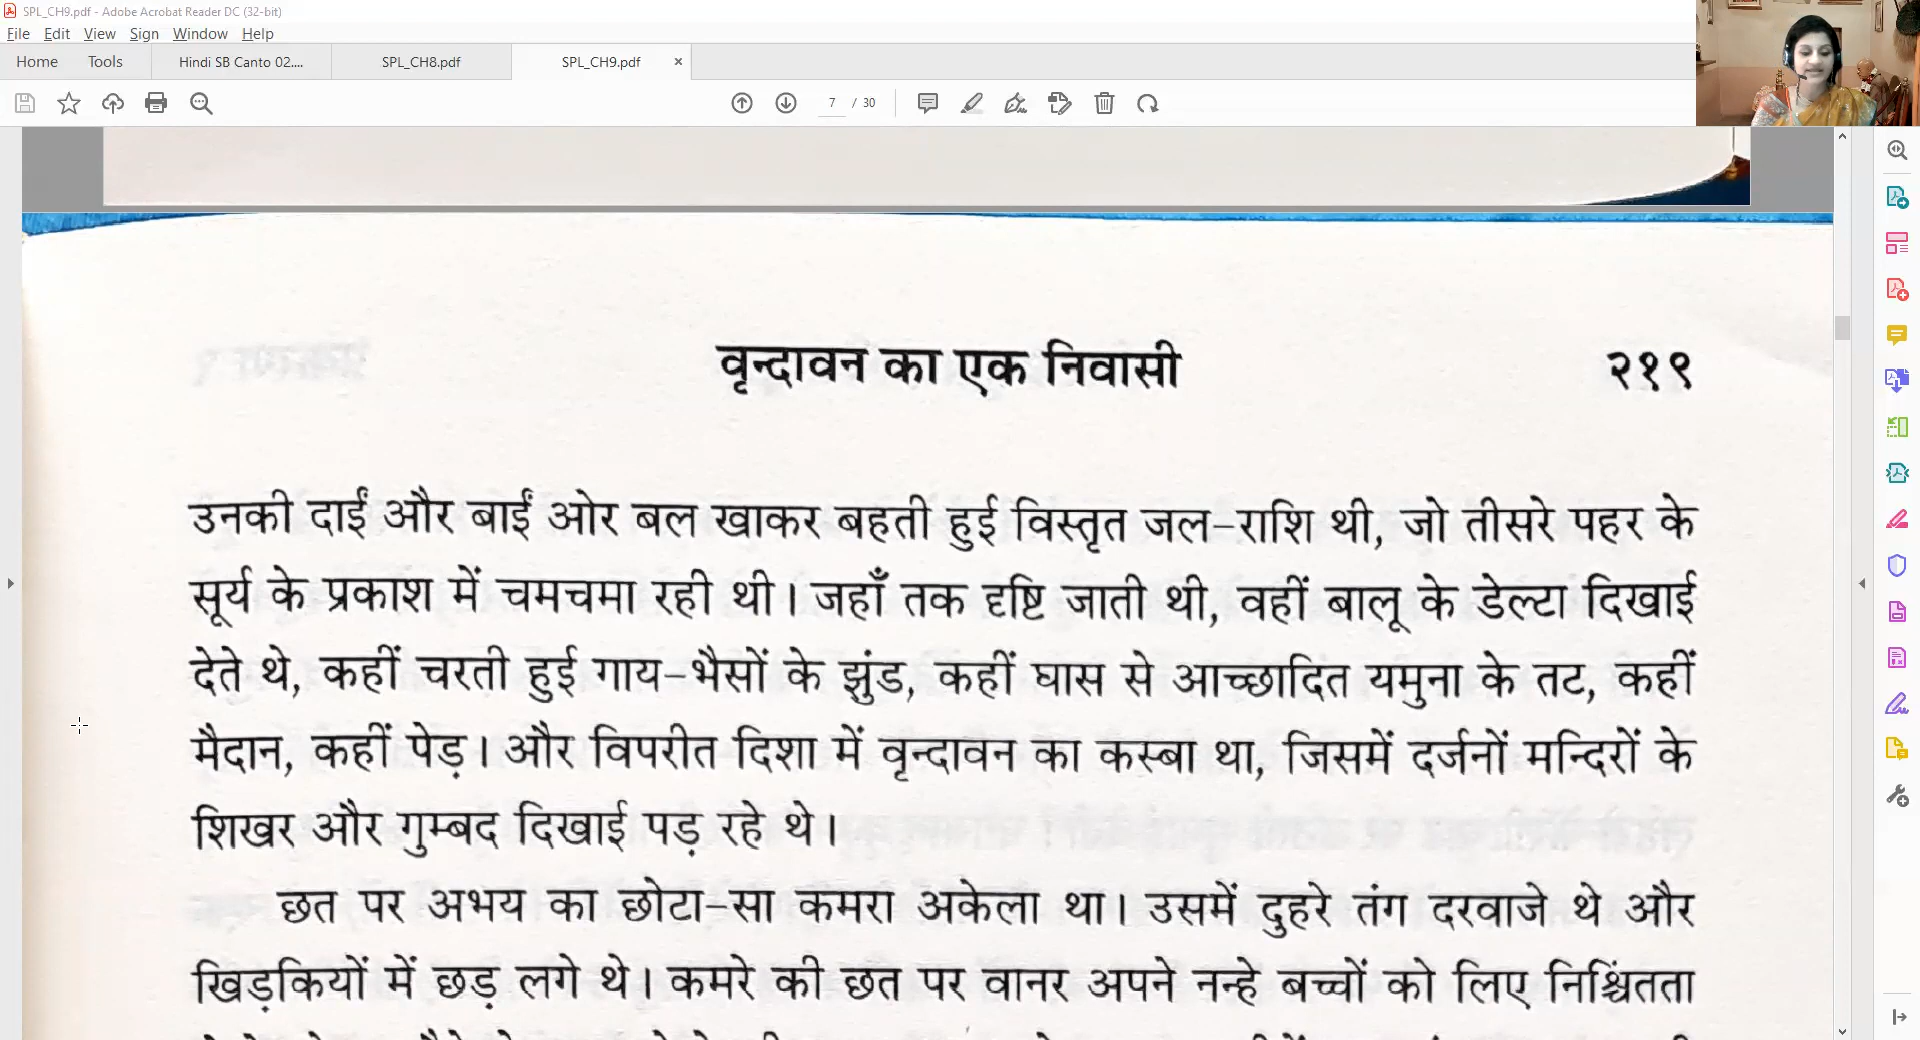 SPL_CH9.pdf - Adobe Acrobat Reader DC (32-bit)
File Edit View Sign Window Help
Home Tools Hindi SB Canto 02.... SPL_CH8.pdf SPL_CH9.pdf ×
7 / 30
वृन्दावन का एक निवासी २१९
उनकी दाईं और बाईं ओर बल खाकर बहती हुई विस्तृत जल-राशि थी, जो तीसरे पहर के
सूर्य के प्रकाश में चमचमा रही थी। जहाँ तक दृष्टि जाती थी, वहीं बालू के डेल्टा दिखाई
देते थे, कहीं चरती हुई गाय-भैसों के झुंड, कहीं घास से आच्छादित यमुना के तट, कहीं
मैदान, कहीं पेड़। और विपरीत दिशा में वृन्दावन का कस्बा था, जिसमें दर्जनों मन्दिरों के
शिखर और गुम्बद दिखाई पड़ रहे थे।
छत पर अभय का छोटा-सा कमरा अकेला था। उसमें दुहरे तंग दरवाजे थे और
खिड़कियों में छड़ लगे थे। कमरे की छत पर वानर अपने नन्हे बच्चों को लिए निश्चिंतता